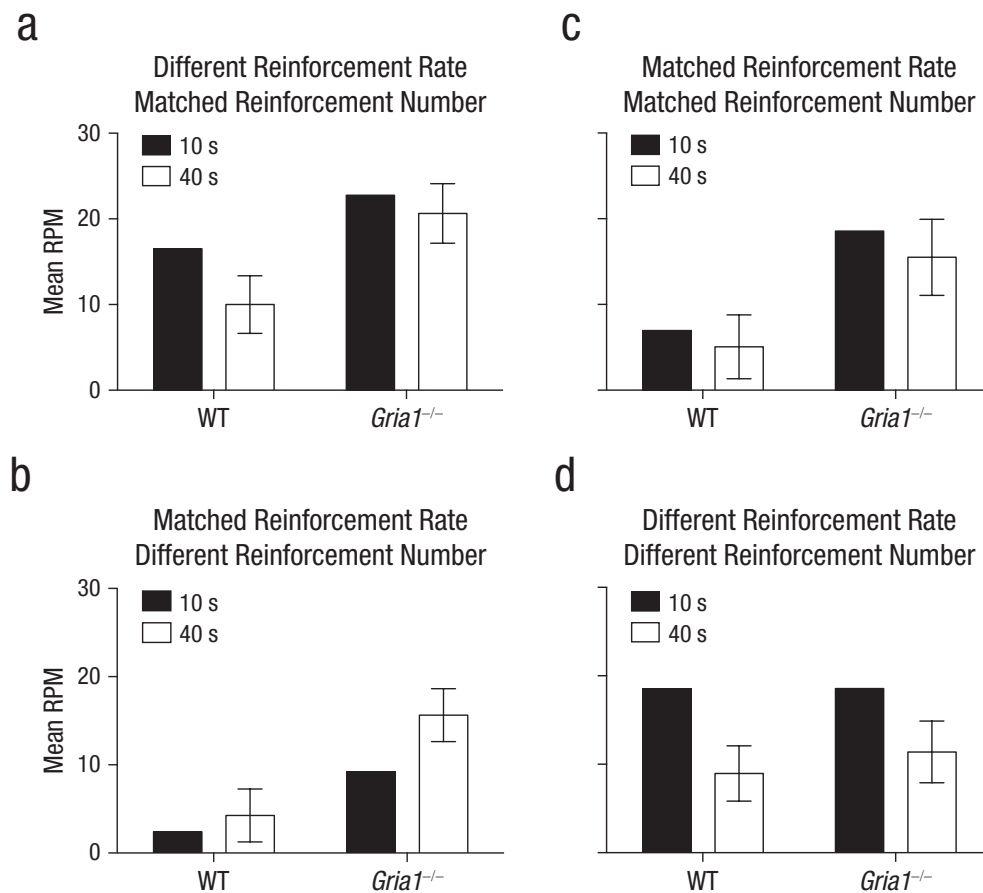 a
Different Reinforcement Rate
Matched Reinforcement Number
30
20
10
0
Mean RPM
10 s
40 s
WT
Gria1−/−
c
Matched Reinforcement Rate
Matched Reinforcement Number
10 s
40 s
WT
Gria1−/−
b
Matched Reinforcement Rate
Different Reinforcement Number
30
20
10
0
Mean RPM
10 s
40 s
WT
Gria1−/−
d
Different Reinforcement Rate
Different Reinforcement Number
10 s
40 s
WT
Gria1−/−